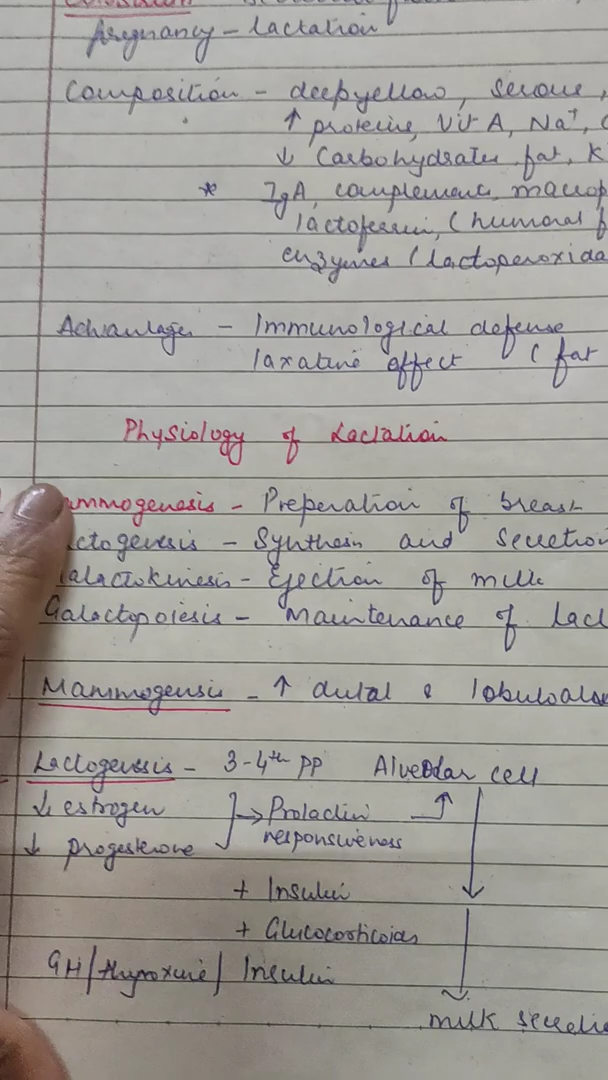 pregnancy - lactation
Composition - deep yellow, serous,
↑ proteins, Vit A, Na⁺,
↓ Carbohydrates, fat, K
* IgA, complement, macrop
lactoferrin, (humoral f
enzymes (lactoperoxida
Advantages - Immunological defense
laxative effect (fat
Physiology of Lactation
mmogenesis - Preparation of breast
ctogenesis - Synthesis and secretion
alactokinesis - Ejection of milk
Galactopoiesis - Maintenance of lact
Mammogensis - ↑ ductal & lobuloalve
Lactogenesis - 3-4th PP Alveolar cell
↓ estrogen → Prolactin
↓ progesterone responsiveness
+ Insulin
+ Glucocorticoids
GH/thyroxine/Insulin
milk secretio